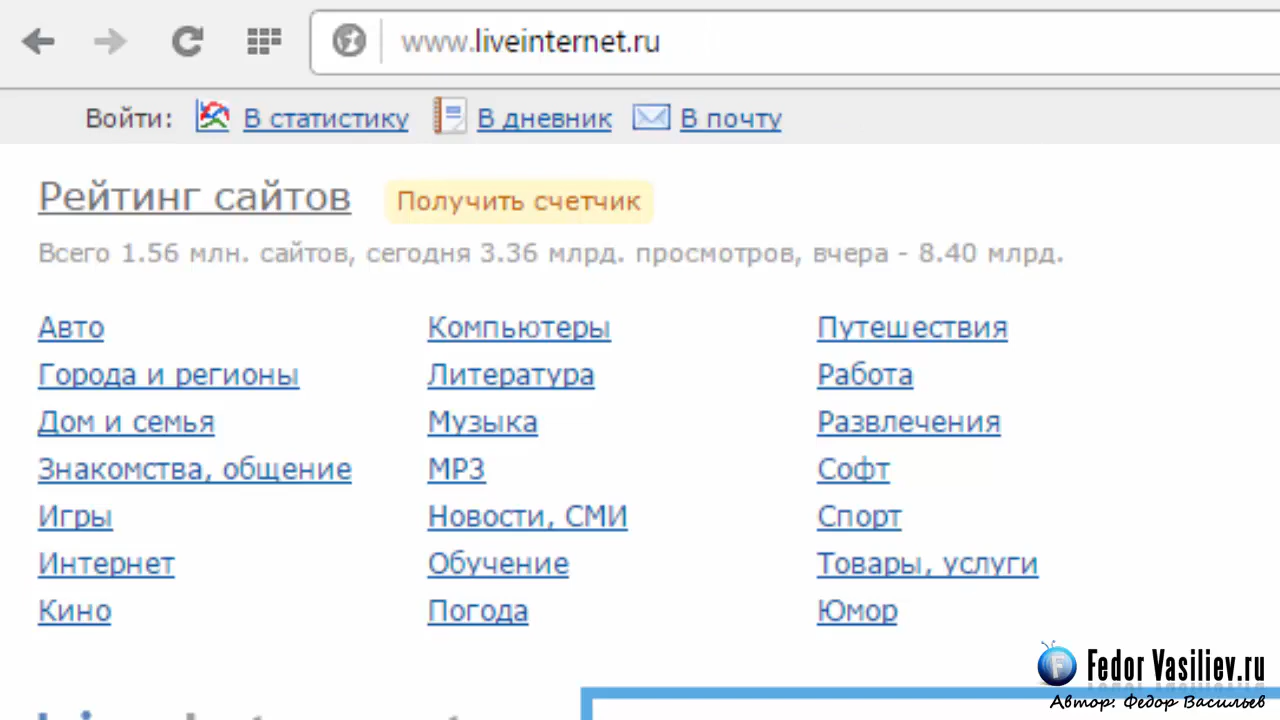 www.liveinternet.ru
Войти: В статистику В дневник В почту
Рейтинг сайтов Получить счетчик
Всего 1.56 млн. сайтов, сегодня 3.36 млрд. просмотров, вчера - 8.40 млрд.
Авто Компьютеры Путешествия
Города и регионы Литература Работа
Дом и семья Музыка Развлечения
Знакомства, общение MP3 Софт
Игры Новости, СМИ Спорт
Интернет Обучение Товары, услуги
Кино Погода Юмор
Fedor Vasiliev.ru
Автор: Федор Васильев